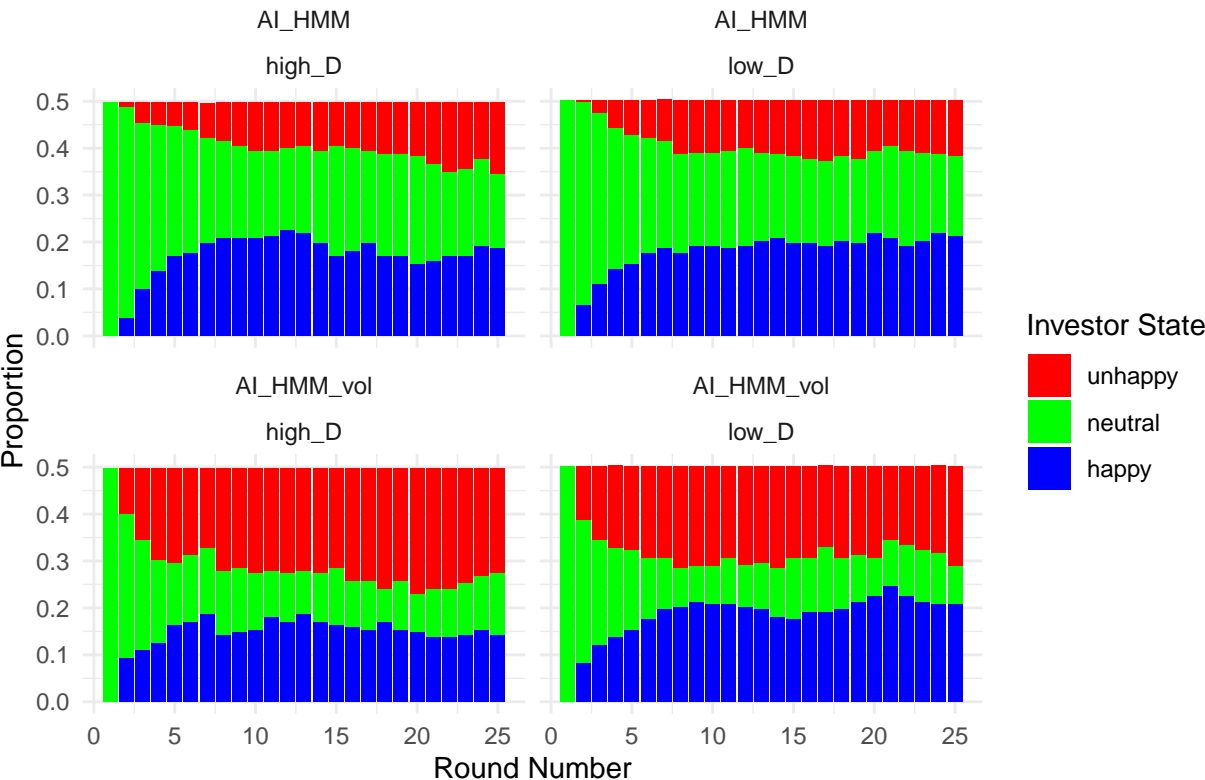 AI_HMM
high_D
AI_HMM
low_D
0.5
0.4
0.3
0.2
0.1
0.0
AI_HMM_vol
high_D
AI_HMM_vol
low_D
0.5
0.4
0.3
0.2
0.1
0.0
0 5 10 15 20 25
0 5 10 15 20 25
Round Number
Proportion
Investor State
unhappy
neutral
happy